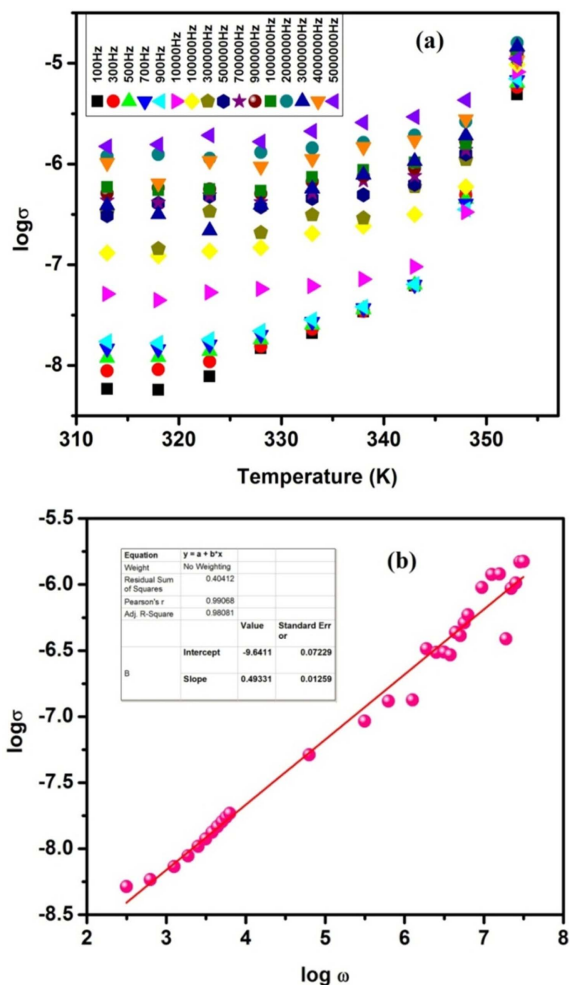 (a)
100Hz
300Hz
500Hz
700Hz
900Hz
10000Hz
100000Hz
300000Hz
500000Hz
700000Hz
900000Hz
1000000Hz
2000000Hz
3000000Hz
4000000Hz
5000000Hz
-5
-6
-7
-8
logσ
310 320 330 340 350
Temperature (K)
(b)
Equation y = a + b*x
Weight No Weighting
Residual Sum of Squares 0.40412
Pearson's r 0.99068
Adj. R-Square 0.98081
Value Standard Error
B Intercept -9.6411 0.07229
Slope 0.49331 0.01259
-5.0
-5.5
-6.0
-6.5
-7.0
-7.5
-8.0
-8.5
logσ
2 3 4 5 6 7 8
log ω